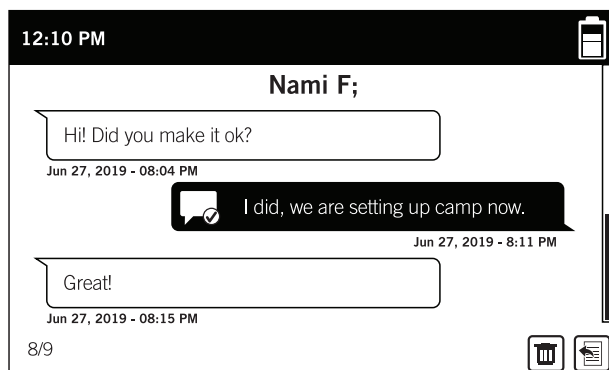 12:10 PM
Nami F;
Hi! Did you make it ok?
Jun 27, 2019 - 08:04 PM
I did, we are setting up camp now.
Jun 27, 2019 - 8:11 PM
Great!
Jun 27, 2019 - 08:15 PM
8/9